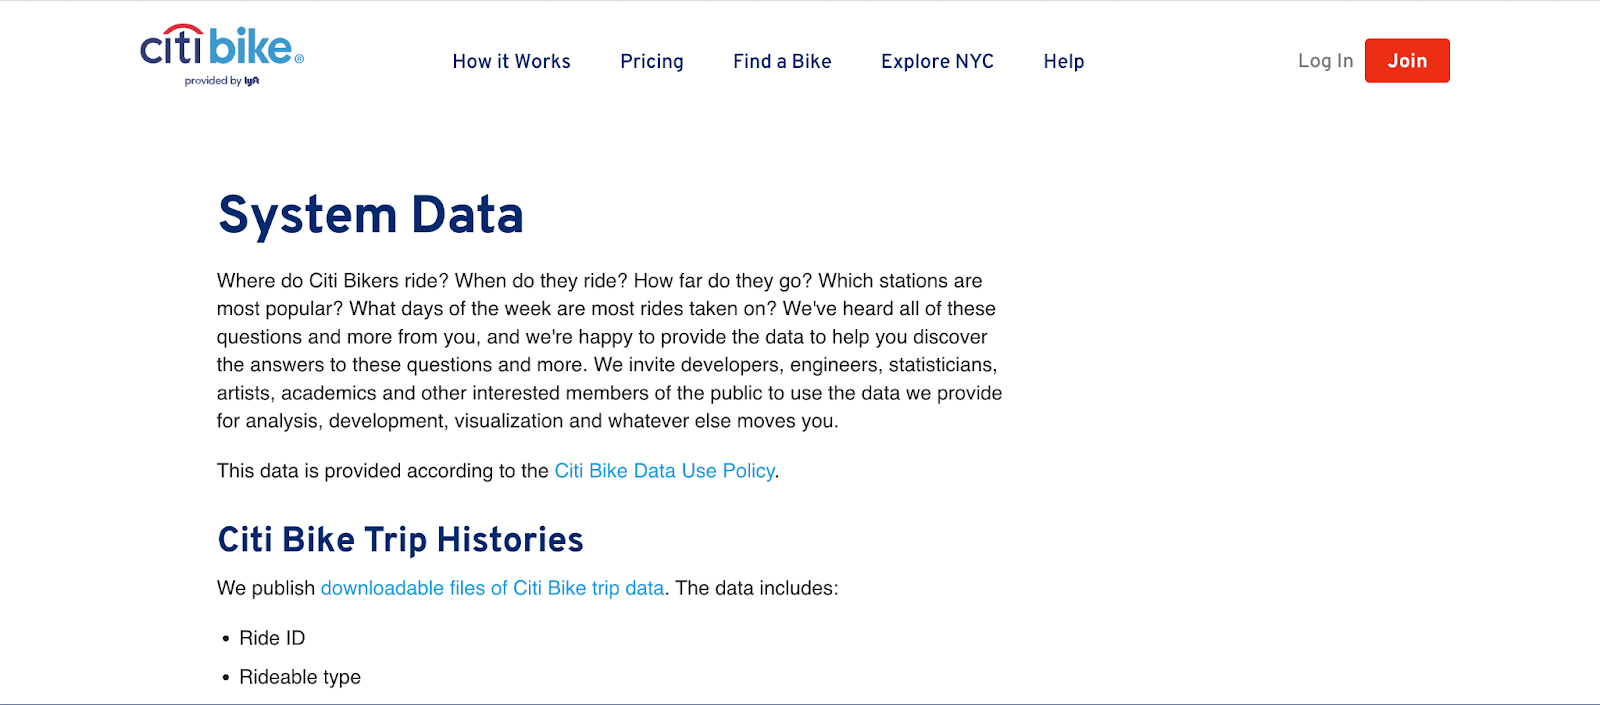 citibike®
provided by lyft
How it Works
Pricing
Find a Bike
Explore NYC
Help
Log In
Join
System Data
Where do Citi Bikers ride? When do they ride? How far do they go? Which stations are
most popular? What days of the week are most rides taken on? We've heard all of these
questions and more from you, and we're happy to provide the data to help you discover
the answers to these questions and more. We invite developers, engineers, statisticians,
artists, academics and other interested members of the public to use the data we provide
for analysis, development, visualization and whatever else moves you.
This data is provided according to the Citi Bike Data Use Policy.
Citi Bike Trip Histories
We publish downloadable files of Citi Bike trip data. The data includes:
• Ride ID
• Rideable type